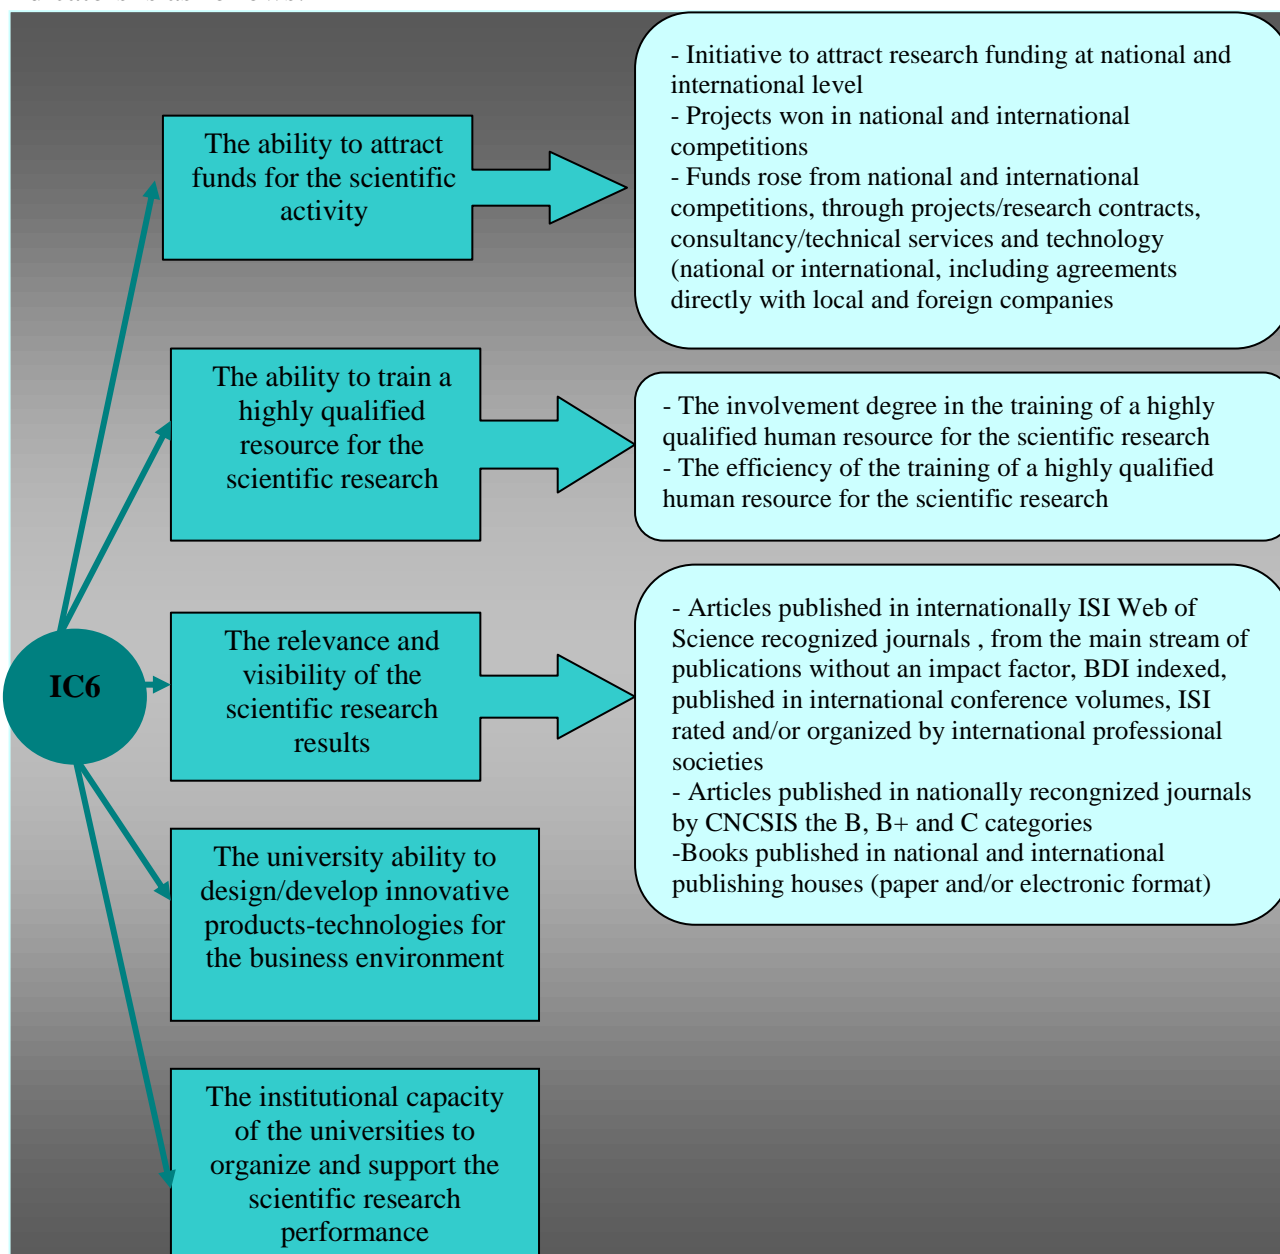 The ability to attract
funds for the scientific
activity
- Initiative to attract research funding at national and
international level
- Projects won in national and international
competitions
- Funds rose from national and international
competitions, through projects/research contracts,
consultancy/technical services and technology
(national or international, including agreements
directly with local and foreign companies
The ability to train a
highly qualified
resource for the
scientific research
- The involvement degree in the training of a highly
qualified human resource for the scientific research
- The efficiency of the training of a highly qualified
human resource for the scientific research
IC6
The relevance and
visibility of the
scientific research
results
- Articles published in internationally ISI Web of
Science recognized journals , from the main stream of
publications without an impact factor, BDI indexed,
published in international conference volumes, ISI
rated and/or organized by international professional
societies
- Articles published in nationally recongnized journals
by CNCSIS the B, B+ and C categories
-Books published in national and international
publishing houses (paper and/or electronic format)
The university ability to
design/develop innovative
products-technologies for
the business environment
The institutional capacity
of the universities to
organize and support the
scientific research
performance